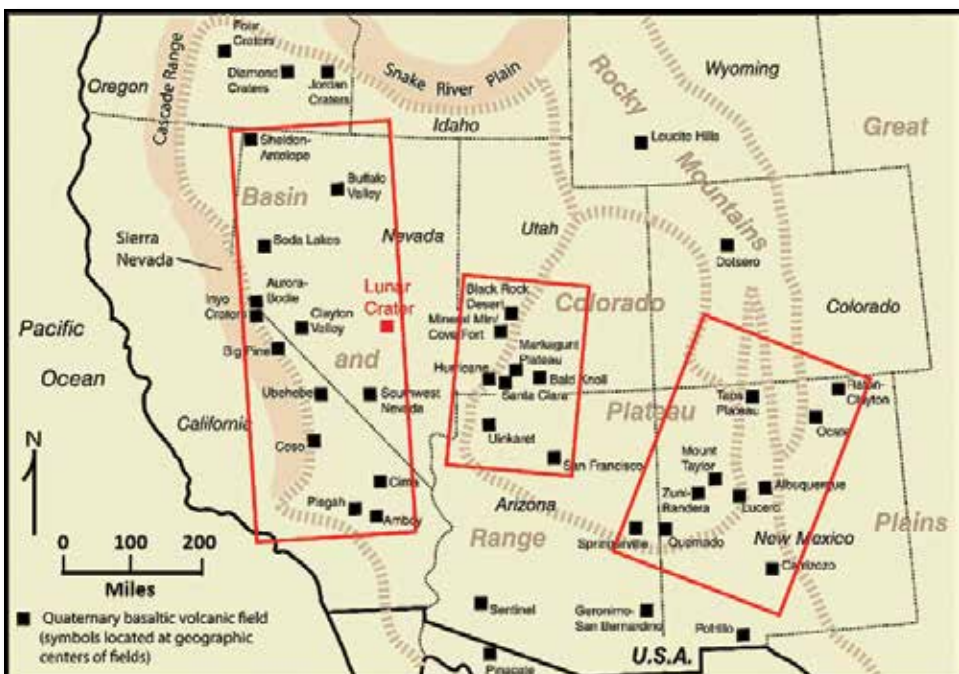 Four
Craters
Diamond
Craters
Jordan
Craters
Oregon
Cascade Range
Snake River Plain
Idaho
Rocky
Mountains
Wyoming
Leucite Hills
Great
Plains
Sheldon-
Antelope
Basin
and
Range
Buffalo
Valley
Soda Lakes
Nevada
Utah
Sierra
Nevada
Aurora-
Bodie
Inyo
Craters
Clayton
Valley
Lunar
Crater
Big Pine
Ubehebe
Southwest
Nevada
California
Coso
Cima
Pisgah
Amboy
Pacific
Ocean
Black Rock
Desert
Mineral Mtn/
Cove Fort
Markagunt
Plateau
Hurricane
Bald Knoll
Santa Clara
Uinkaret
San Francisco
Colorado
Plateau
Dotsero
Colorado
Raton-
Clayton
Taos
Plateau
Ocate
Mount
Taylor
Zuni-
Bandera
Albuquerque
Lucero
Arizona
Springerville
Quemado
New Mexico
Carrizozo
Sentinel
Geronimo-
San Bernardino
Potrillo
U.S.A.
Pinacate
N
0 100 200
Miles
Quaternary basaltic volcanic field
(symbols located at geographic
centers of fields)